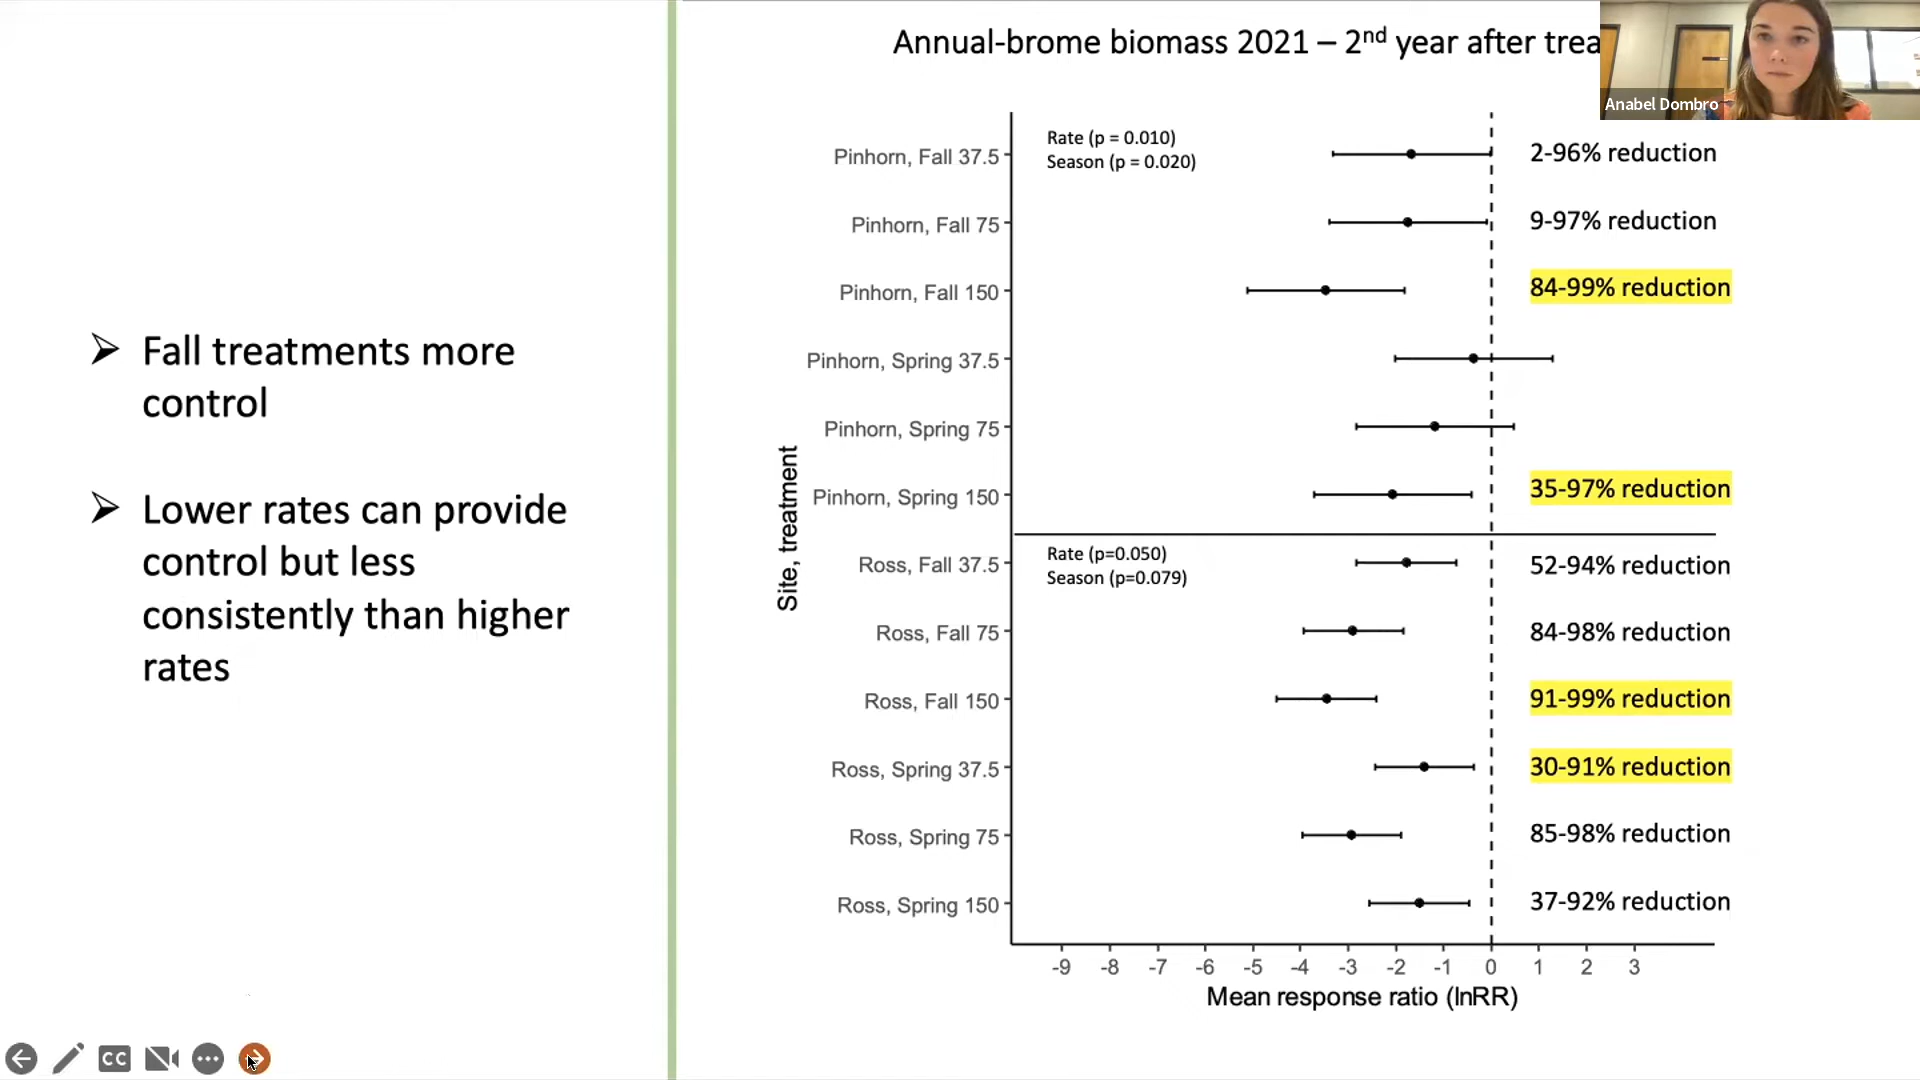 Annual-brome biomass 2021 – 2nd year after trea
Anabel Dombro
Fall treatments more
control
Lower rates can provide
control but less
consistently than higher
rates
Site, treatment
Rate (p = 0.010)
Season (p = 0.020)
Pinhorn, Fall 37.5 2-96% reduction
Pinhorn, Fall 75 9-97% reduction
Pinhorn, Fall 150 84-99% reduction
Pinhorn, Spring 37.5
Pinhorn, Spring 75
Pinhorn, Spring 150 35-97% reduction
Rate (p=0.050)
Season (p=0.079)
Ross, Fall 37.5 52-94% reduction
Ross, Fall 75 84-98% reduction
Ross, Fall 150 91-99% reduction
Ross, Spring 37.5 30-91% reduction
Ross, Spring 75 85-98% reduction
Ross, Spring 150 37-92% reduction
-9 -8 -7 -6 -5 -4 -3 -2 -1 0 1 2 3
Mean response ratio (lnRR)
CC